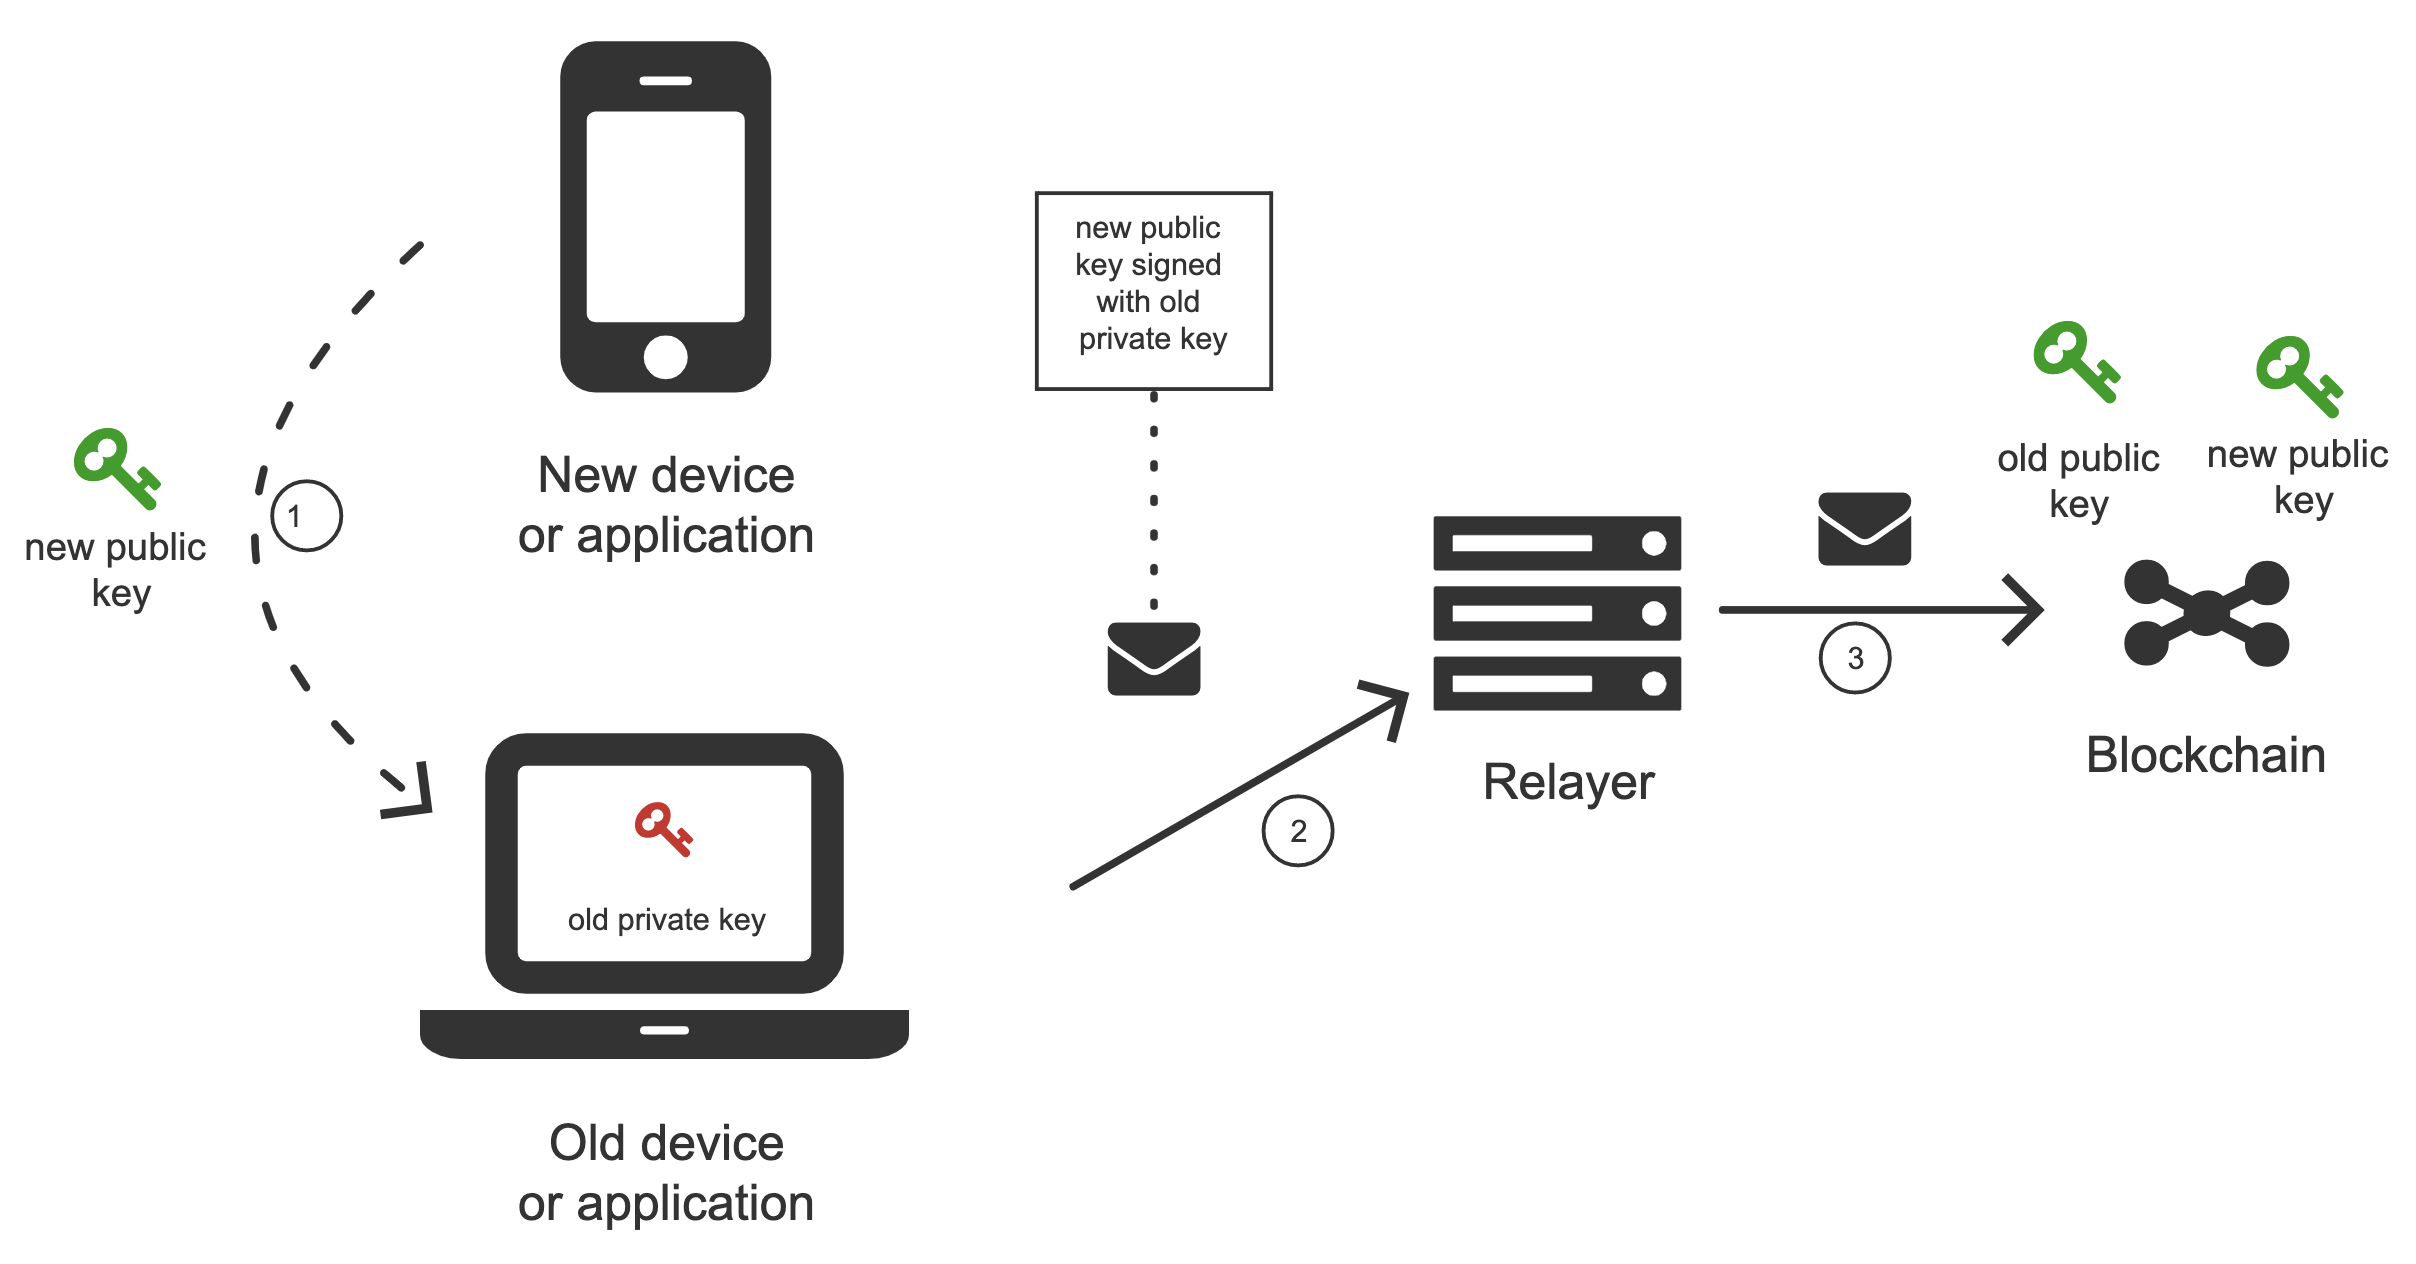 new public
key
1
New device
or application
old private key
Old device
or application
new public
key signed
with old
private key
2
Relayer
3
old public
key
new public
key
Blockchain